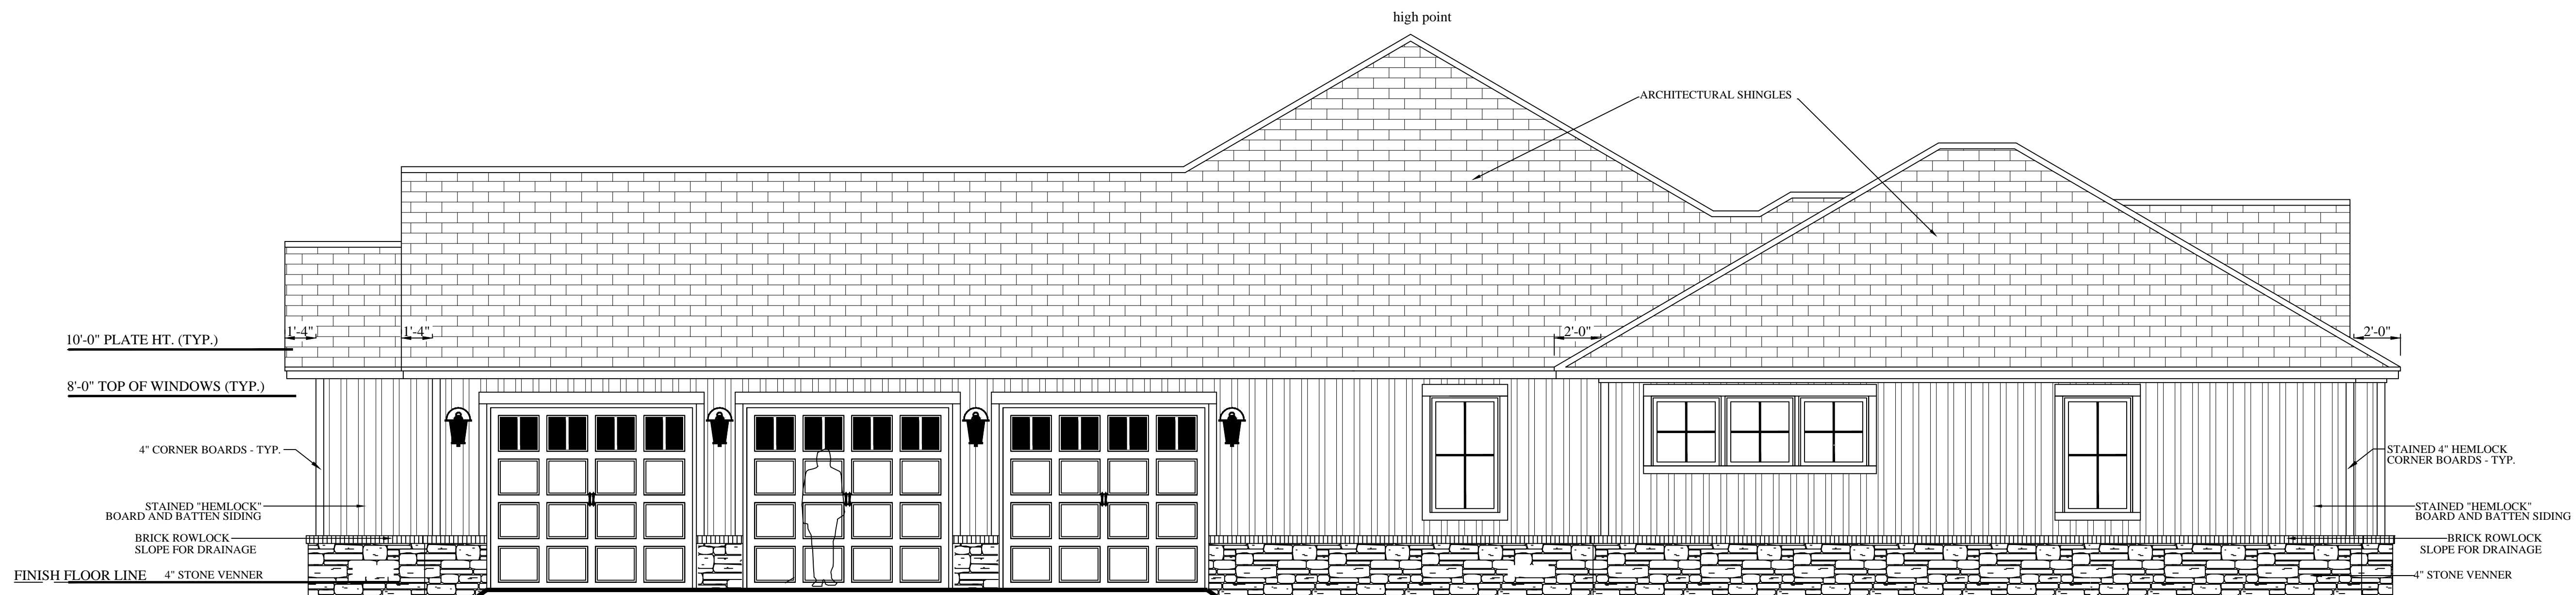 high point
ARCHITECTURAL SHINGLES
10'-0" PLATE HT. (TYP.)
1'-4"
1'-4"
2'-0"
2'-0"
8'-0" TOP OF WINDOWS (TYP.)
4" CORNER BOARDS - TYP.
STAINED 4" HEMLOCK
CORNER BOARDS - TYP.
STAINED "HEMLOCK"
BOARD AND BATTEN SIDING
STAINED "HEMLOCK"
BOARD AND BATTEN SIDING
BRICK ROWLOCK
SLOPE FOR DRAINAGE
BRICK ROWLOCK
SLOPE FOR DRAINAGE
FINISH FLOOR LINE
4" STONE VENNER
4" STONE VENNER